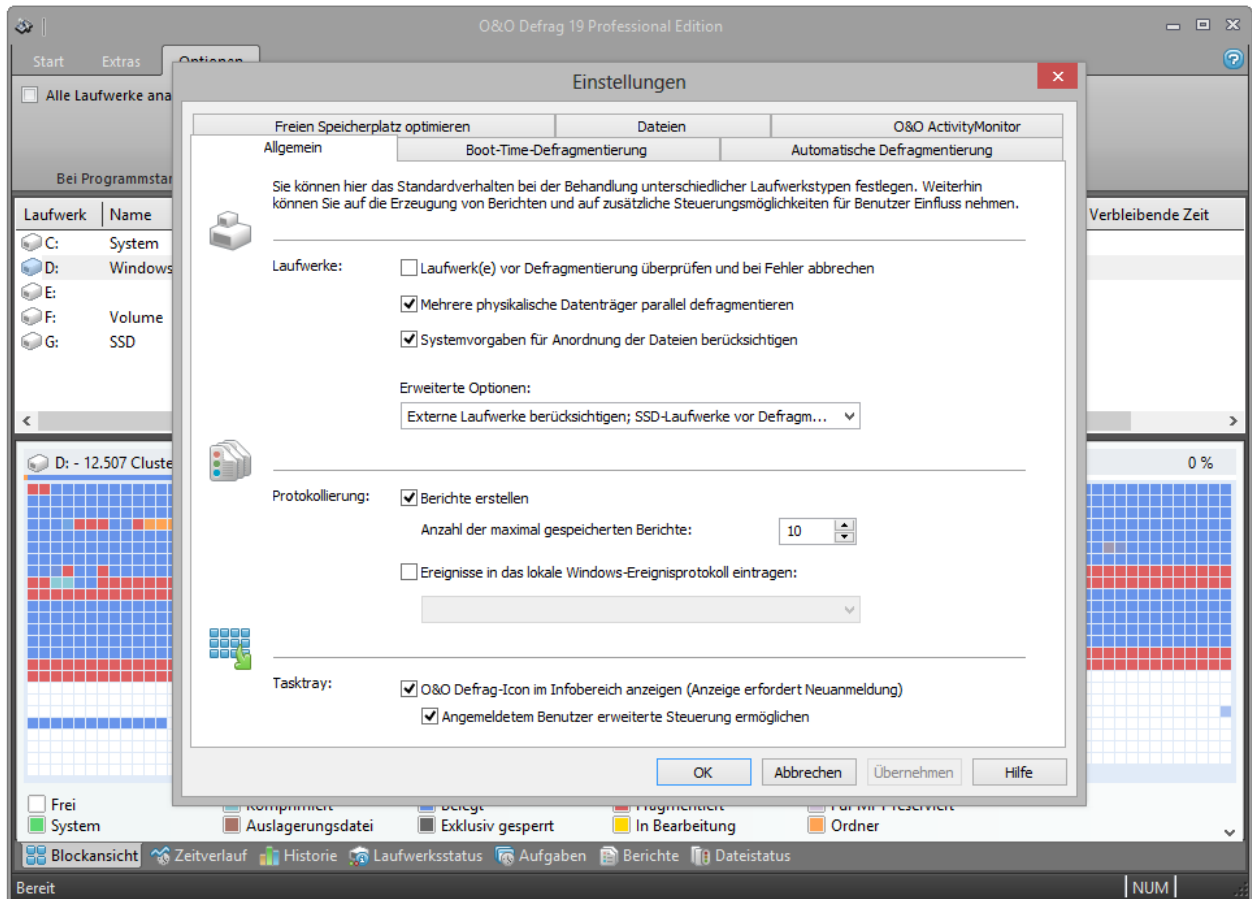 O&O Defrag 19 Professional Edition
Start Extras Optionen
Alle Laufwerke ana
Bei Programmstar
Laufwerk Name Verbleibende Zeit
C: System
D: Windows
E:
F: Volume
G: SSD
D: - 12.507 Cluste 0 %
Einstellungen
Freien Speicherplatz optimieren Dateien O&O ActivityMonitor
Allgemein Boot-Time-Defragmentierung Automatische Defragmentierung
Sie können hier das Standardverhalten bei der Behandlung unterschiedlicher Laufwerkstypen festlegen. Weiterhin
können Sie auf die Erzeugung von Berichten und auf zusätzliche Steuerungsmöglichkeiten für Benutzer Einfluss nehmen.
Laufwerke: Laufwerk(e) vor Defragmentierung überprüfen und bei Fehler abbrechen
Mehrere physikalische Datenträger parallel defragmentieren
Systemvorgaben für Anordnung der Dateien berücksichtigen
Erweiterte Optionen:
Externe Laufwerke berücksichtigen; SSD-Laufwerke vor Defragm...
Protokollierung: Berichte erstellen
Anzahl der maximal gespeicherten Berichte: 10
Ereignisse in das lokale Windows-Ereignisprotokoll eintragen:
Tasktray: O&O Defrag-Icon im Infobereich anzeigen (Anzeige erfordert Neuanmeldung)
Angemeldetem Benutzer erweiterte Steuerung ermöglichen
OK Abbrechen Übernehmen Hilfe
Frei Komprimiert Belegt Fragmentiert Für MFT reserviert
System Auslagerungsdatei Exklusiv gesperrt In Bearbeitung Ordner
Blockansicht Zeitverlauf Historie Laufwerksstatus Aufgaben Berichte Dateistatus
Bereit NUM